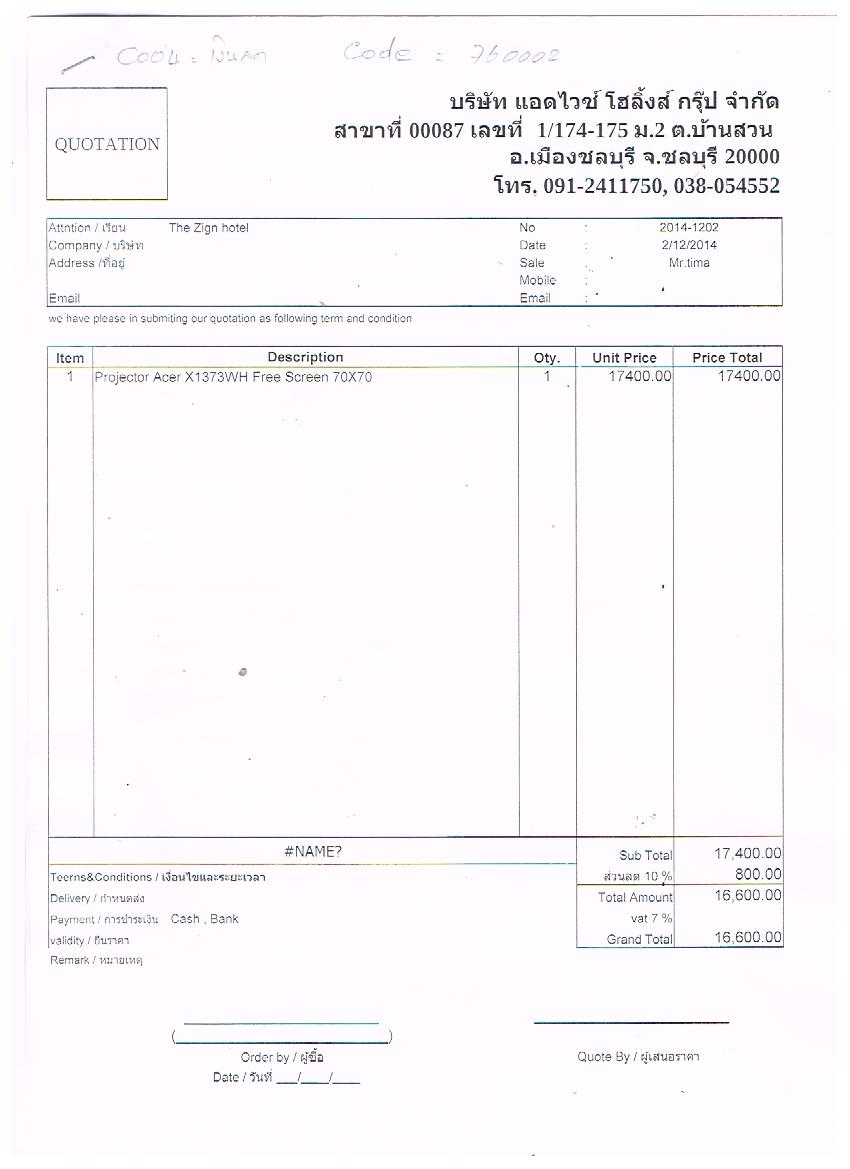 COO4 = เงินสด Code = 760002
QUOTATION
บริษัท แอดไวซ์ โฮลิ้งส์ กรุ๊ป จำกัด
สาขาที่ 00087 เลขที่ 1/174-175 ม.2 ต.บ้านสวน
อ.เมืองชลบุรี จ.ชลบุรี 20000
โทร. 091-2411750, 038-054552
Attntion / เรียน The Zign hotel No : 2014-1202
Company / บริษัท Date : 2/12/2014
Address /ที่อยู่ Sale : Mr.tima
Mobile :
Email Email :
we have please in submiting our quotation as following term and condition
Item Description Qty. Unit Price Price Total
1 Projector Acer X1373WH Free Screen 70X70 1 17400.00 17400.00
#NAME? Sub Total 17,400.00
Teerns&Conditions / เงื่อนไขและระยะเวลา ส่วนลด 10 % 800.00
Delivery / กำหนดส่ง Total Amount 16,600.00
Payment / การชำระเงิน Cash , Bank vat 7 %
validity / ยืนราคา Grand Total 16,600.00
Remark / หมายเหตุ
(                    )
Order by / ผู้ซื้อ Quote By / ผู้เสนอราคา
Date / วันที่ ___/___/___